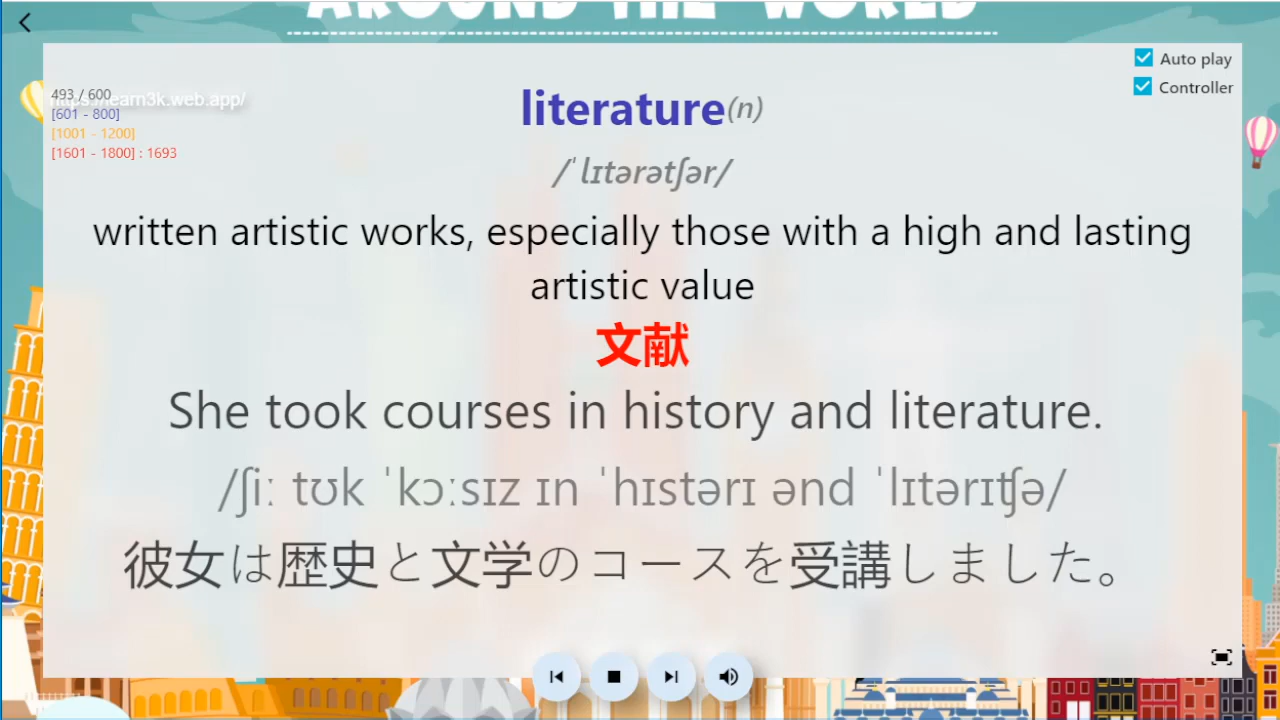 AROUND THE WORLD
Auto play
Controller
493 / 600
https://learn3k.web.app/
[601 - 800]
[1001 - 1200]
[1601 - 1800] : 1693
literature(n)
/ˈlɪtərətʃər/
written artistic works, especially those with a high and lasting
artistic value
文献
She took courses in history and literature.
/ʃiː tʊk ˈkɔːsɪz ɪn ˈhɪstərɪ ənd ˈlɪtərɪʧə/
彼女は歴史と文学のコースを受講しました。